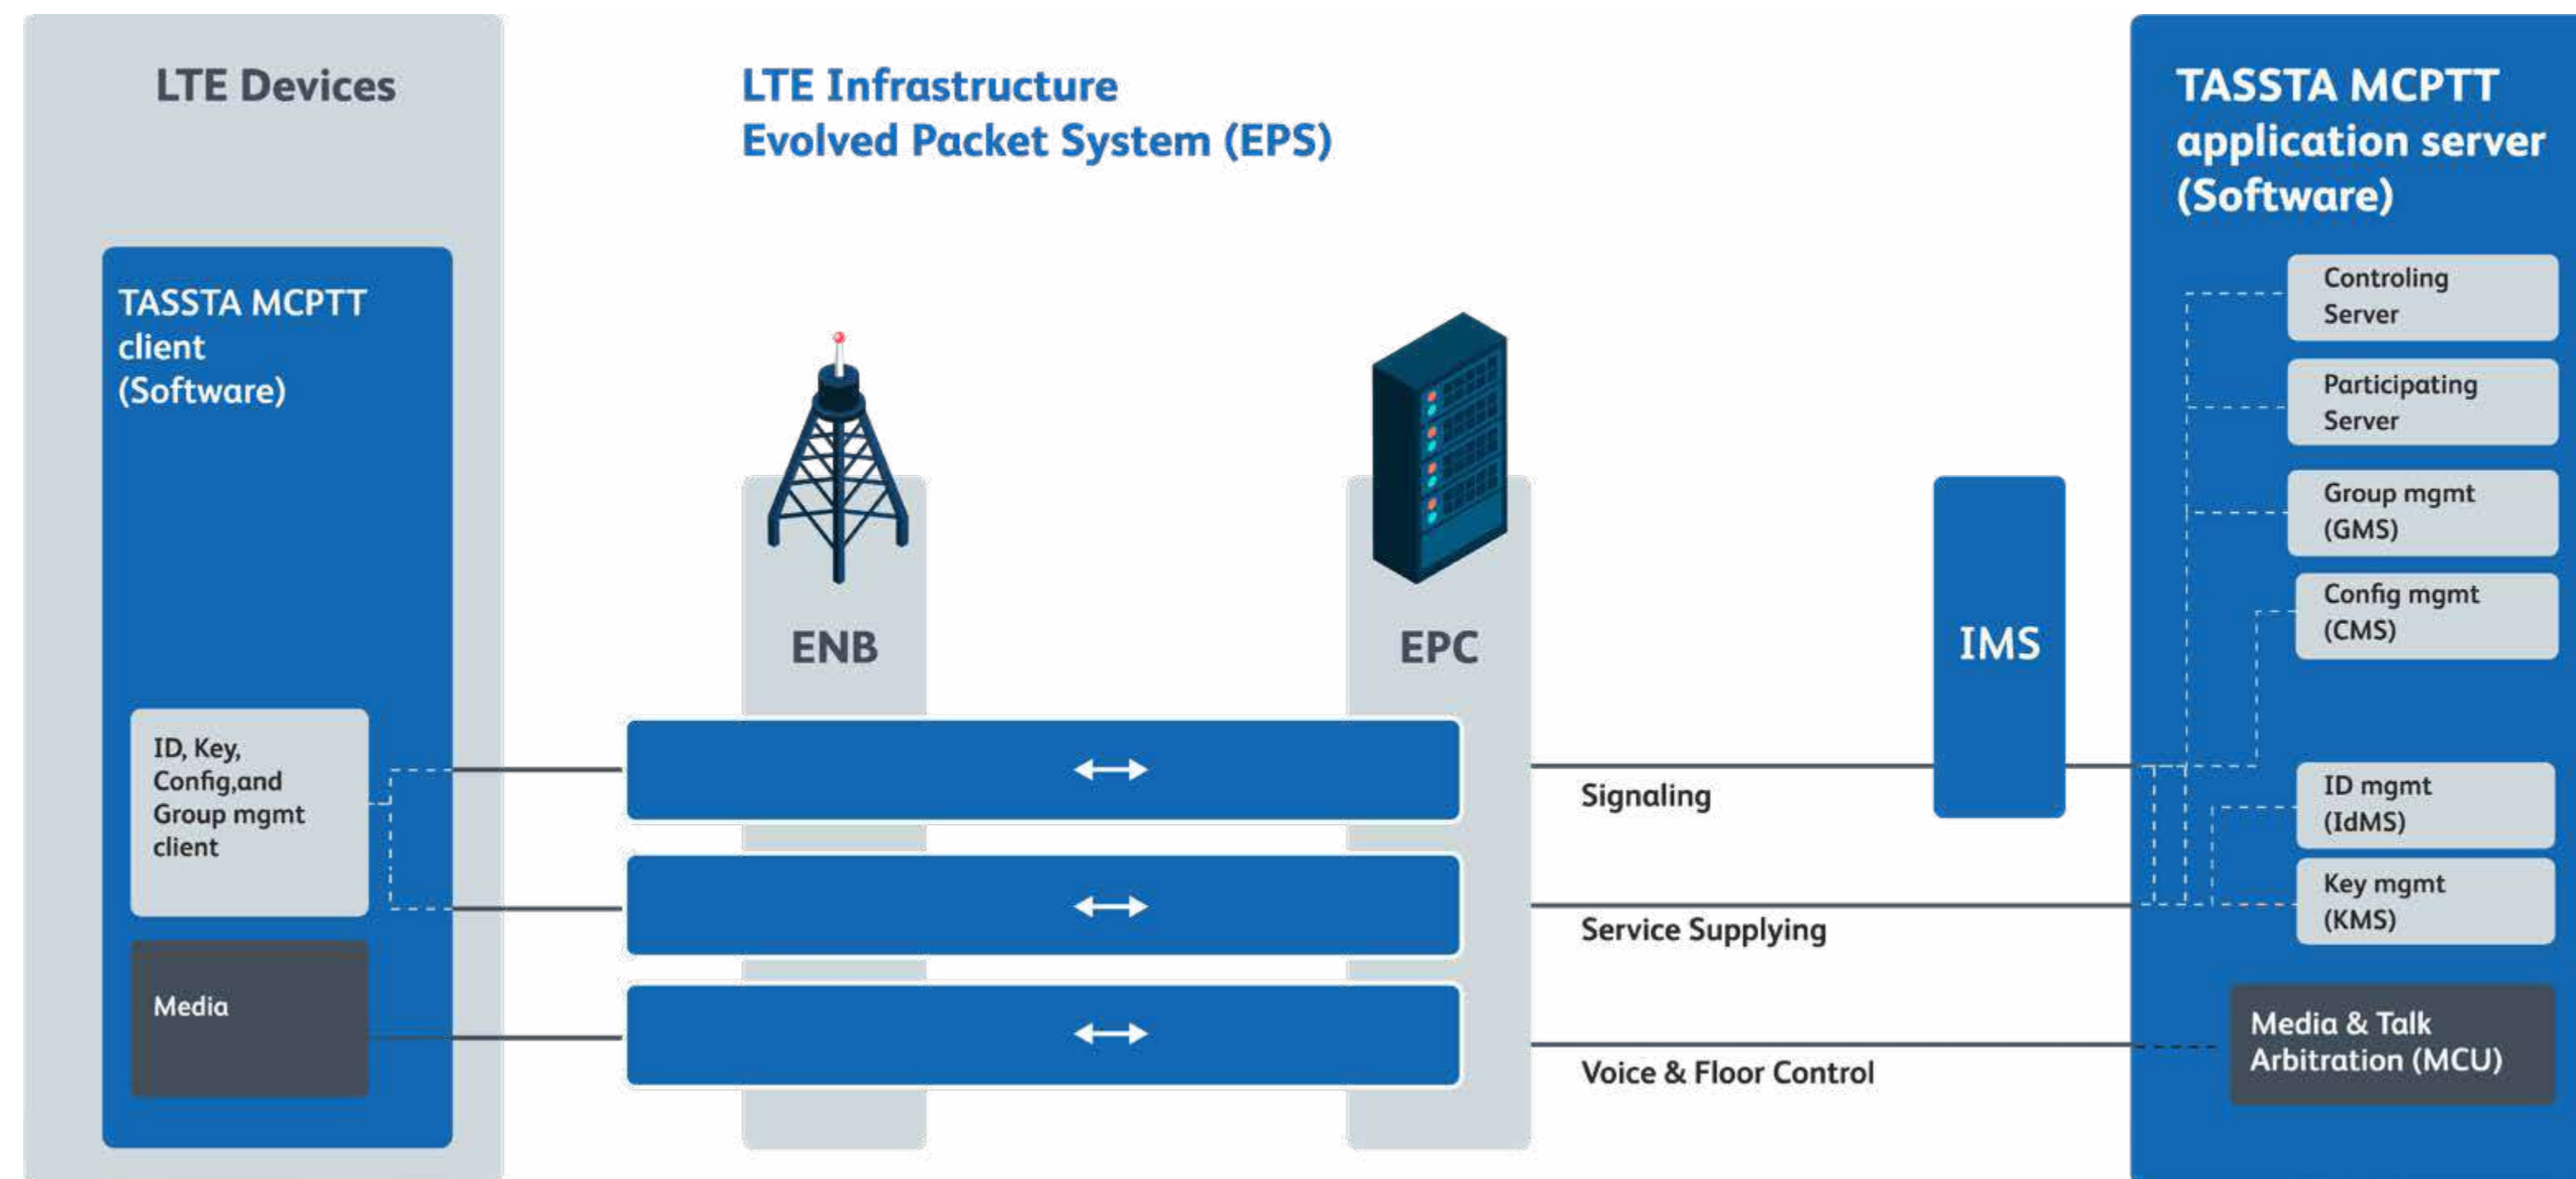 LTE Devices
TASSTA MCPTT
client
(Software)
ID, Key,
Config,and
Group mgmt
client
Media
LTE Infrastructure
Evolved Packet System (EPS)
ENB
EPC
Signaling
Service Supplying
Voice & Floor Control
IMS
TASSTA MCPTT
application server
(Software)
Controling
Server
Participating
Server
Group mgmt
(GMS)
Config mgmt
(CMS)
ID mgmt
(IdMS)
Key mgmt
(KMS)
Media & Talk
Arbitration (MCU)